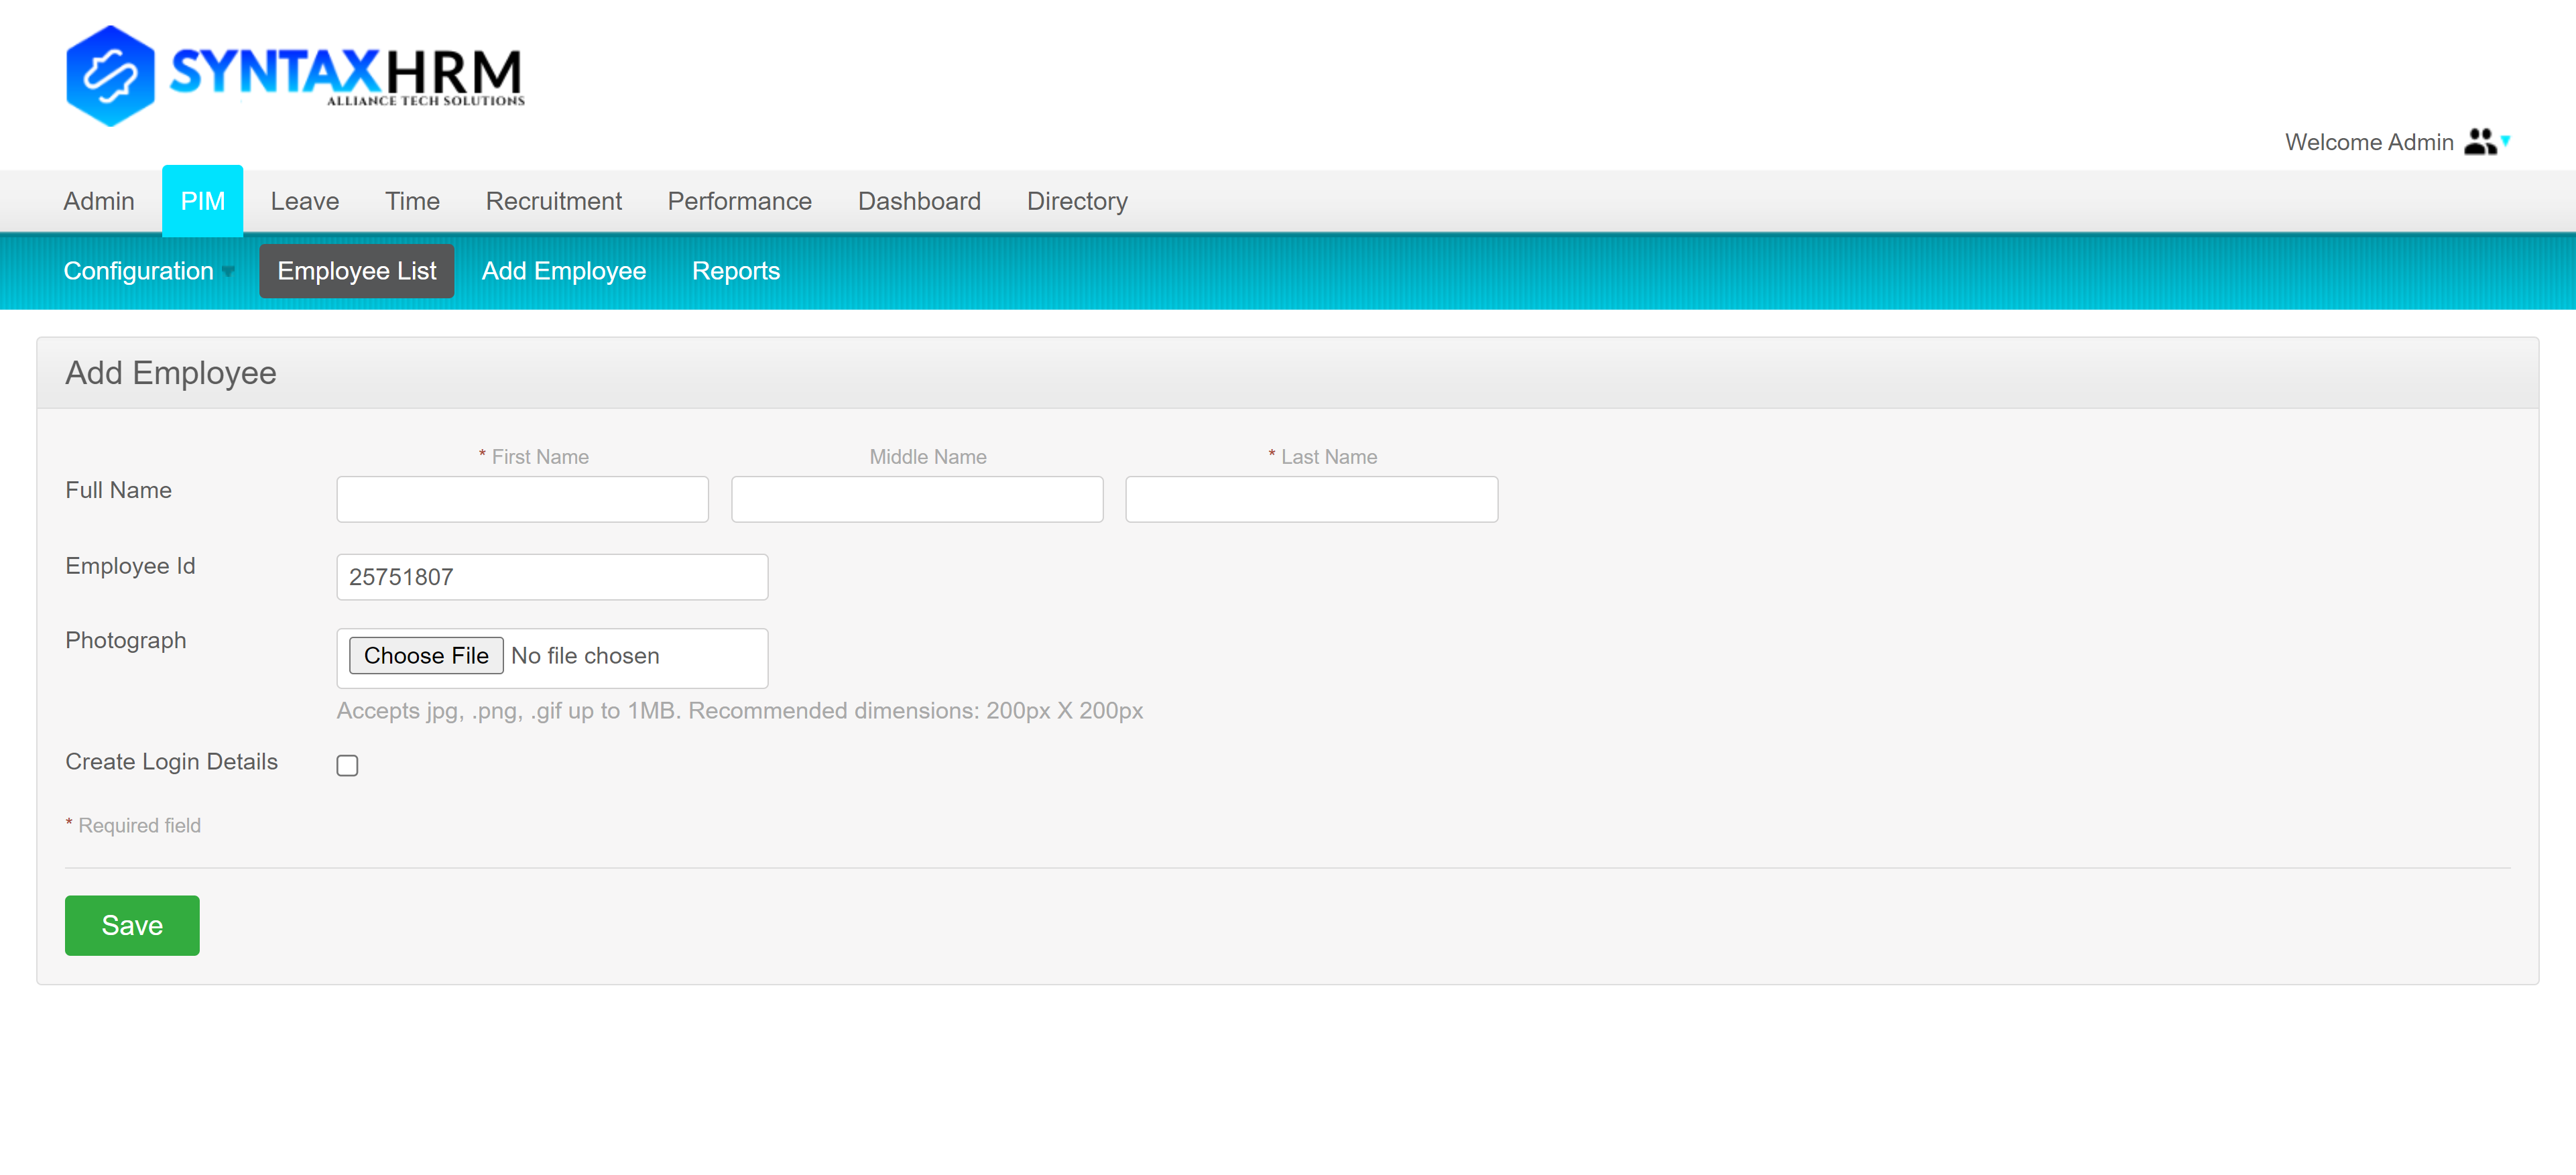 SYNTAXHRM
ALLIANCE TECH SOLUTIONS
Welcome Admin
Admin PIM Leave Time Recruitment Performance Dashboard Directory
Configuration Employee List Add Employee Reports
Add Employee
* First Name Middle Name * Last Name
Full Name
Employee Id 25751807
Photograph Choose File No file chosen
Accepts jpg, .png, .gif up to 1MB. Recommended dimensions: 200px X 200px
Create Login Details
* Required field
Save